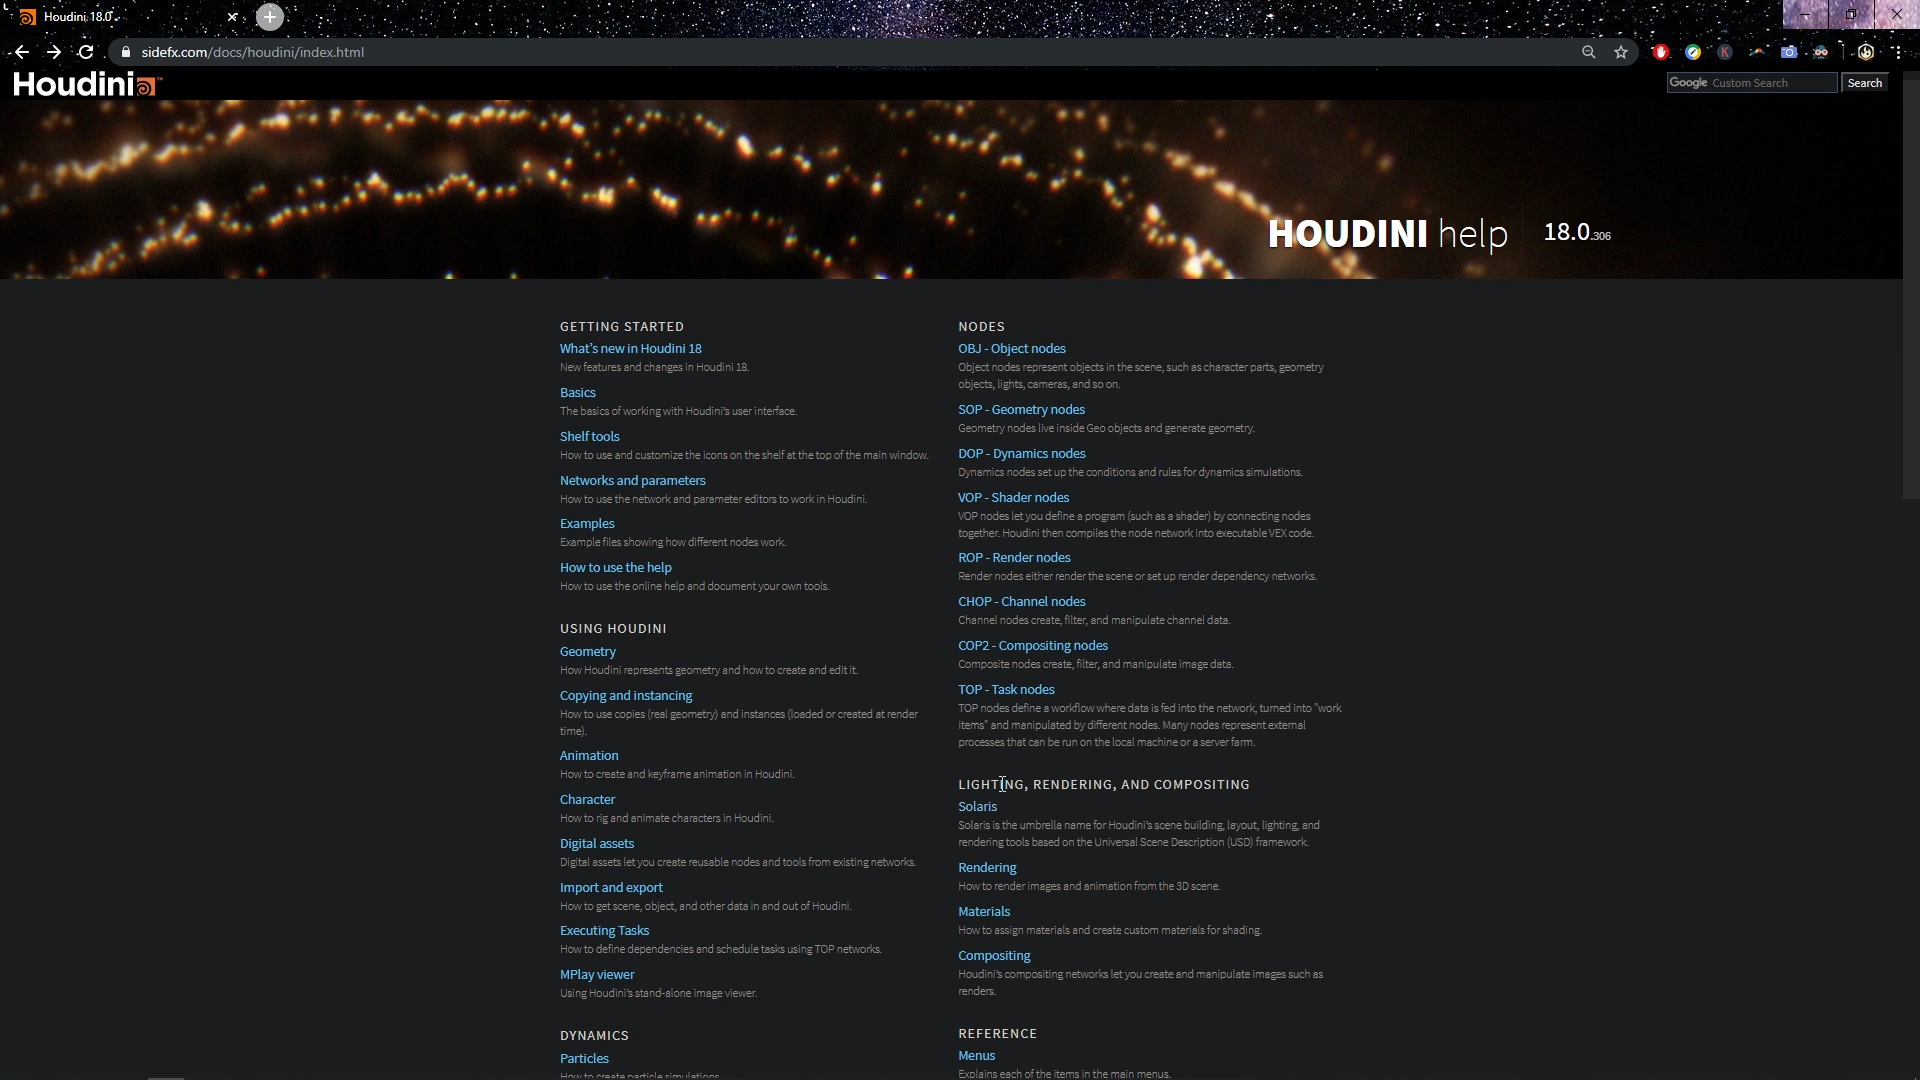 Houdini 18.0
sidefx.com/docs/houdini/index.html
Houdini
Google Custom Search
Search
HOUDINI help 18.0.306
GETTING STARTED
What's new in Houdini 18
New features and changes in Houdini 18.
Basics
The basics of working with Houdini's user interface.
Shelf tools
How to use and customize the icons on the shelf at the top of the main window.
Networks and parameters
How to use the network and parameter editors to work in Houdini.
Examples
Example files showing how different nodes work.
How to use the help
How to use the online help and document your own tools.
USING HOUDINI
Geometry
How Houdini represents geometry and how to create and edit it.
Copying and instancing
How to use copies (real geometry) and instances (loaded or created at render
time).
Animation
How to create and keyframe animation in Houdini.
Character
How to rig and animate characters in Houdini.
Digital assets
Digital assets let you create reusable nodes and tools from existing networks.
Import and export
How to get scene, object, and other data in and out of Houdini.
Executing Tasks
How to define dependencies and schedule tasks using TOP networks.
MPlay viewer
Using Houdini's stand-alone image viewer.
DYNAMICS
Particles
How to create particle simulations.
NODES
OBJ - Object nodes
Object nodes represent objects in the scene, such as character parts, geometry
objects, lights, cameras, and so on.
SOP - Geometry nodes
Geometry nodes live inside Geo objects and generate geometry.
DOP - Dynamics nodes
Dynamics nodes set up the conditions and rules for dynamics simulations.
VOP - Shader nodes
VOP nodes let you define a program (such as a shader) by connecting nodes
together. Houdini then compiles the node network into executable VEX code.
ROP - Render nodes
Render nodes either render the scene or set up render dependency networks.
CHOP - Channel nodes
Channel nodes create, filter, and manipulate channel data.
COP2 - Compositing nodes
Composite nodes create, filter, and manipulate image data.
TOP - Task nodes
TOP nodes define a workflow where data is fed into the network, turned into "work
items" and manipulated by different nodes. Many nodes represent external
processes that can be run on the local machine or a server farm.
LIGHTING, RENDERING, AND COMPOSITING
Solaris
Solaris is the umbrella name for Houdini's scene building, layout, lighting, and
rendering tools based on the Universal Scene Description (USD) framework.
Rendering
How to render images and animation from the 3D scene.
Materials
How to assign materials and create custom materials for shading.
Compositing
Houdini's compositing networks let you create and manipulate images such as
renders.
REFERENCE
Menus
Explains each of the items in the main menus.